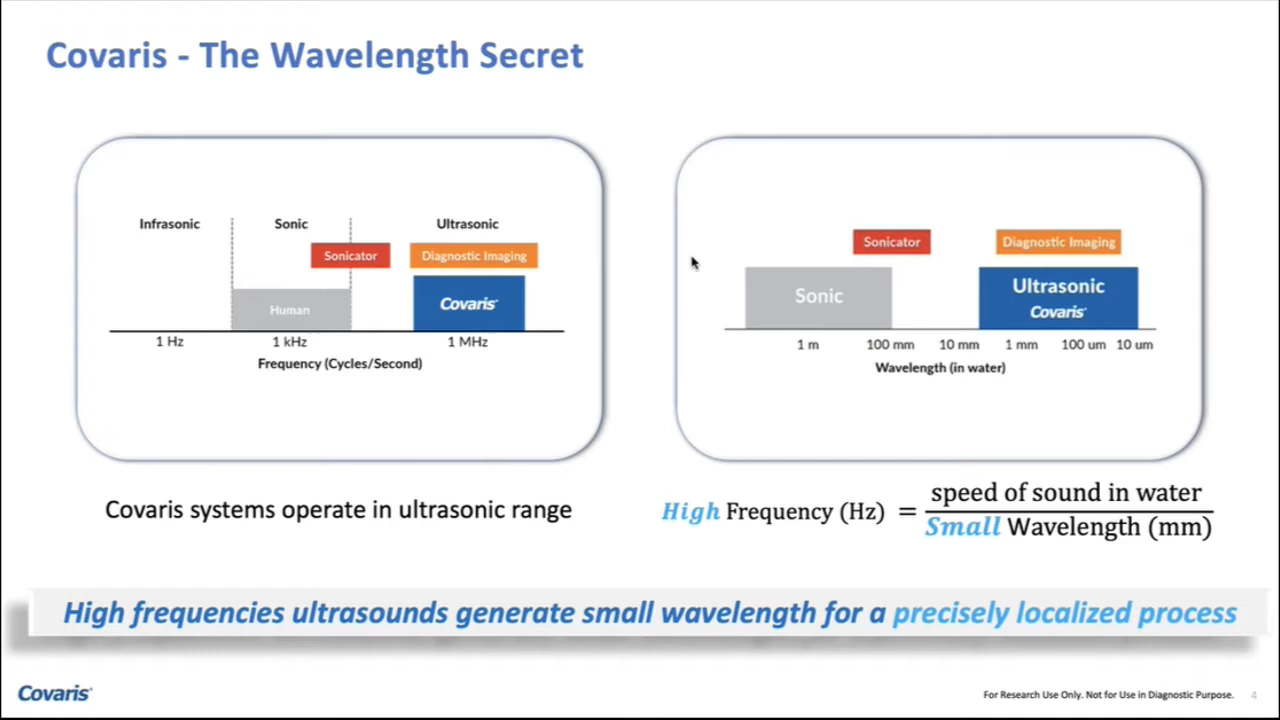 Covaris - The Wavelength Secret
Infrasonic Sonic Ultrasonic
Sonicator Diagnostic Imaging
Human Covaris
1 Hz 1 kHz 1 MHz
Frequency (Cycles/Second)
Sonicator Diagnostic Imaging
Sonic Ultrasonic
Covaris
1 m 100 mm 10 mm 1 mm 100 um 10 um
Wavelength (in water)
Covaris systems operate in ultrasonic range
High Frequency (Hz) = speed of sound in water
Small Wavelength (mm)
High frequencies ultrasounds generate small wavelength for a precisely localized process
Covaris
For Research Use Only. Not for Use in Diagnostic Purpose. 4